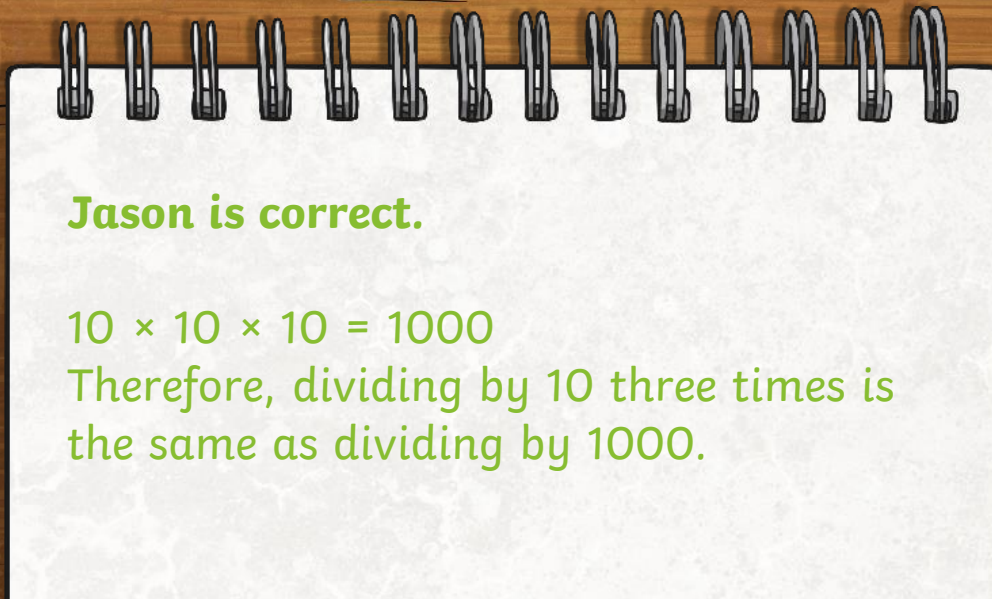 Jason is correct.
10 × 10 × 10 = 1000
Therefore, dividing by 10 three times is
the same as dividing by 1000.